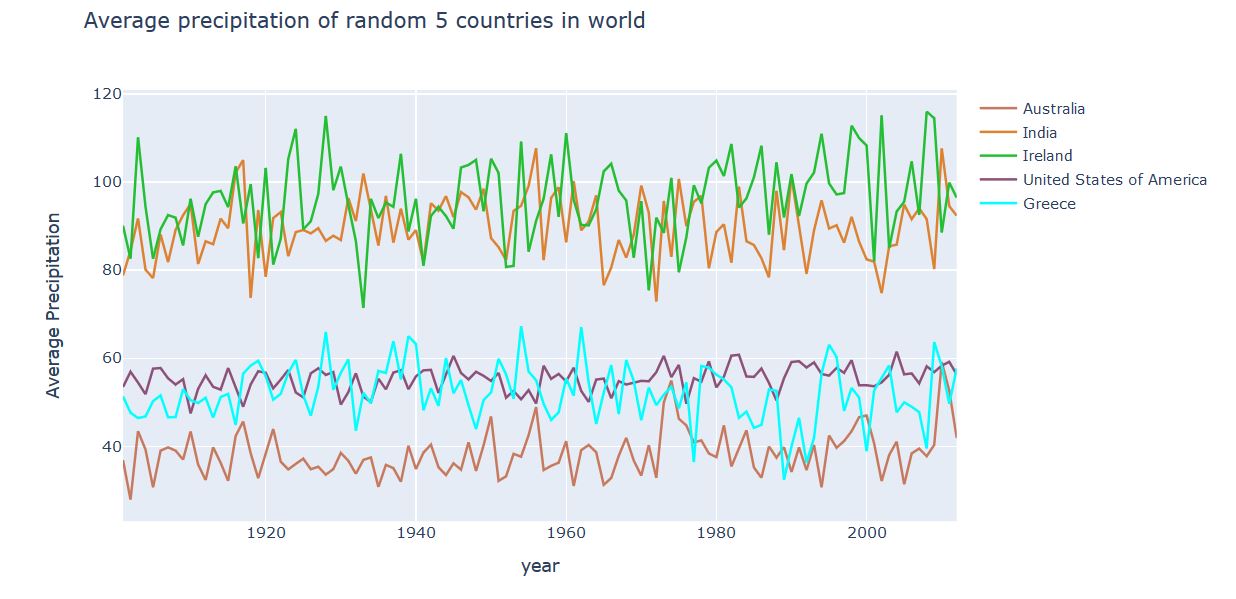 Average precipitation of random 5 countries in world
Average Precipitation
120
100
80
60
40
1920
1940
1960
1980
2000
year
Australia
India
Ireland
United States of America
Greece